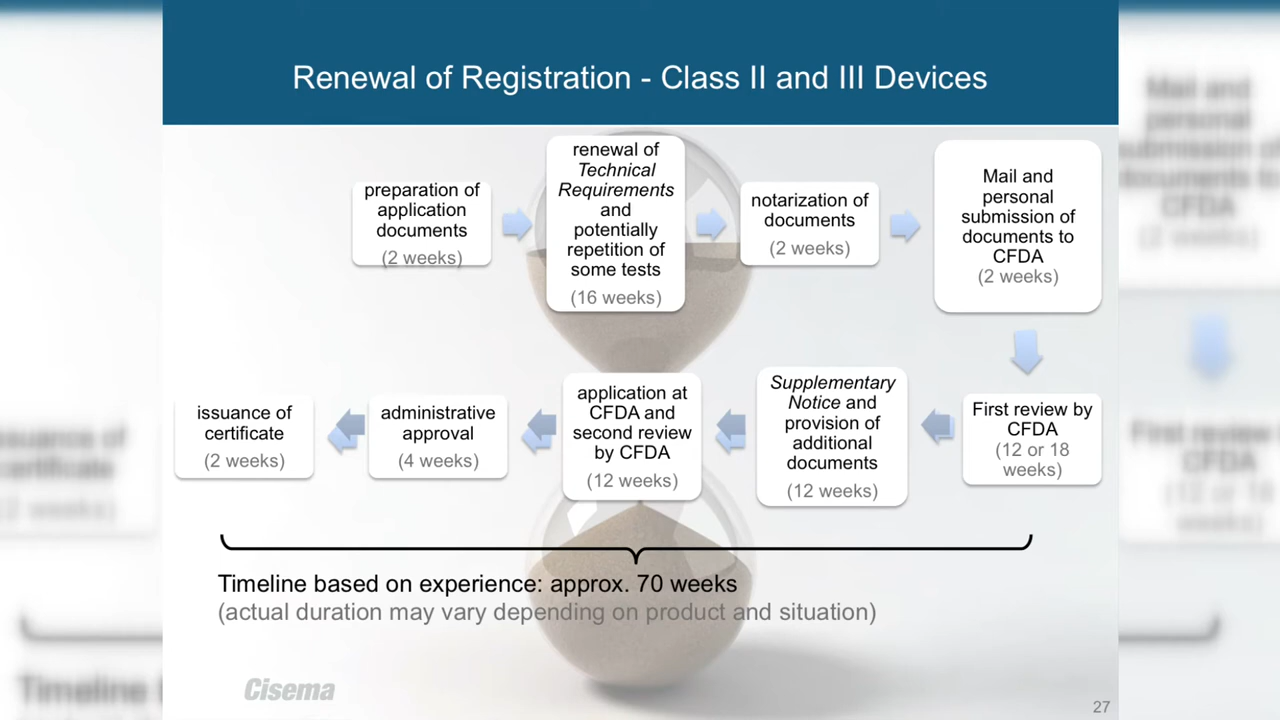 Renewal of Registration - Class II and III Devices
preparation of
application
documents
(2 weeks)
renewal of
Technical
Requirements
and
potentially
repetition of
some tests
(16 weeks)
notarization of
documents
(2 weeks)
Mail and
personal
submission of
documents to
CFDA
(2 weeks)
First review by
CFDA
(12 or 18
weeks)
Supplementary
Notice and
provision of
additional
documents
(12 weeks)
application at
CFDA and
second review
by CFDA
(12 weeks)
administrative
approval
(4 weeks)
issuance of
certificate
(2 weeks)
Timeline based on experience: approx. 70 weeks
(actual duration may vary depending on product and situation)
Cisema
27